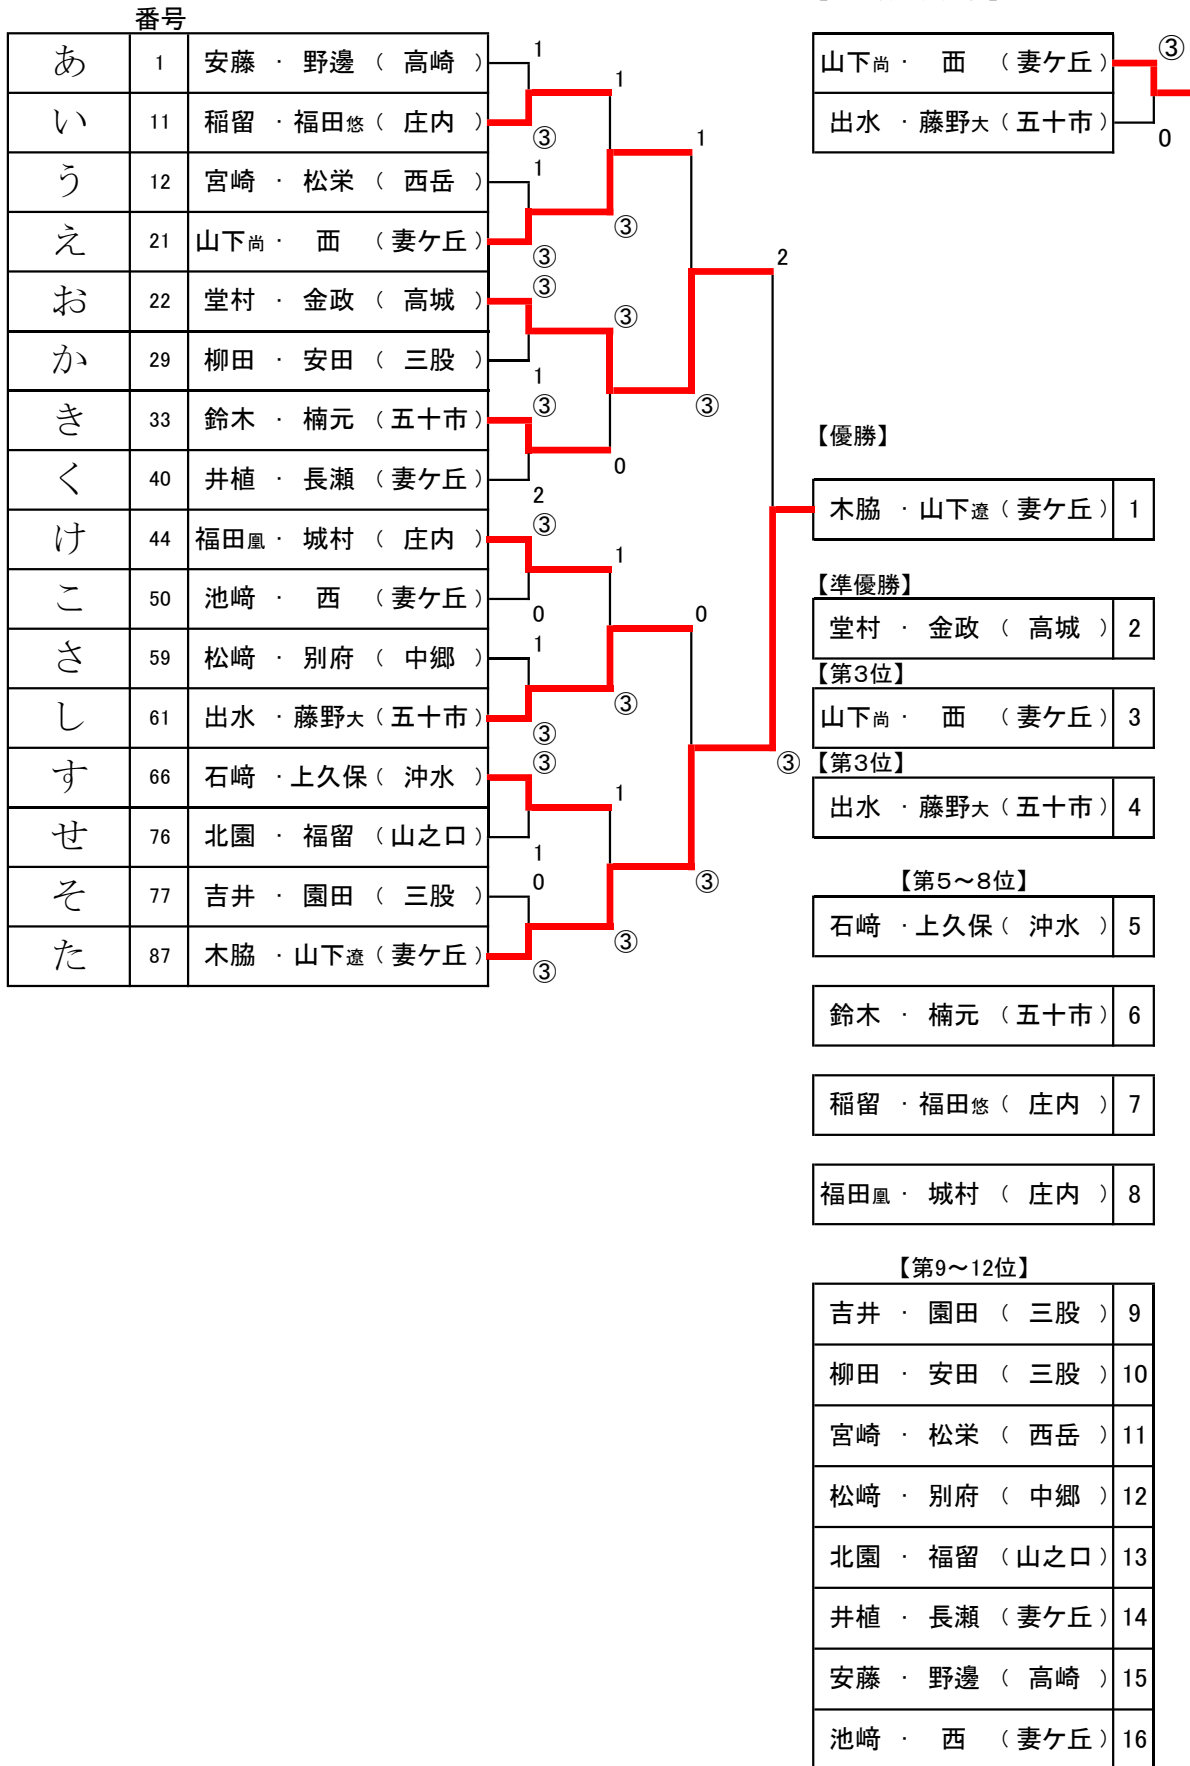 番号
あ 1 安藤 ・ 野邊 （ 高崎 ）
い 11 稲留 ・ 福田悠 （ 庄内 ）
う 12 宮崎 ・ 松栄 （ 西岳 ）
え 21 山下尚 ・ 西 （ 妻ケ丘 ）
お 22 堂村 ・ 金政 （ 高城 ）
か 29 柳田 ・ 安田 （ 三股 ）
き 33 鈴木 ・ 楠元 （ 五十市 ）
く 40 井植 ・ 長瀬 （ 妻ケ丘 ）
け 44 福田凰 ・ 城村 （ 庄内 ）
こ 50 池﨑 ・ 西 （ 妻ケ丘 ）
さ 59 松﨑 ・ 別府 （ 中郷 ）
し 61 出水 ・ 藤野大 （ 五十市 ）
す 66 石﨑 ・ 上久保 （ 沖水 ）
せ 76 北園 ・ 福留 （ 山之口 ）
そ 77 吉井 ・ 園田 （ 三股 ）
た 87 木脇 ・ 山下遼 （ 妻ケ丘 ）
1
③
1
③
③
1
③
2
③
0
1
③
③
1
0
③
1
③
③
0
1
③
1
③
1
③
0
③
2
③
山下尚 ・ 西 （ 妻ケ丘 ） ③
出水 ・ 藤野大 （ 五十市 ） 0
【優勝】
木脇 ・ 山下遼 （ 妻ケ丘 ） 1
【準優勝】
堂村 ・ 金政 （ 高城 ） 2
【第3位】
山下尚 ・ 西 （ 妻ケ丘 ） 3
【第3位】
出水 ・ 藤野大 （ 五十市 ） 4
【第5～8位】
石﨑 ・ 上久保 （ 沖水 ） 5
鈴木 ・ 楠元 （ 五十市 ） 6
稲留 ・ 福田悠 （ 庄内 ） 7
福田凰 ・ 城村 （ 庄内 ） 8
【第9～12位】
吉井 ・ 園田 （ 三股 ） 9
柳田 ・ 安田 （ 三股 ） 10
宮崎 ・ 松栄 （ 西岳 ） 11
松﨑 ・ 別府 （ 中郷 ） 12
北園 ・ 福留 （ 山之口 ） 13
井植 ・ 長瀬 （ 妻ケ丘 ） 14
安藤 ・ 野邊 （ 高崎 ） 15
池﨑 ・ 西 （ 妻ケ丘 ） 16